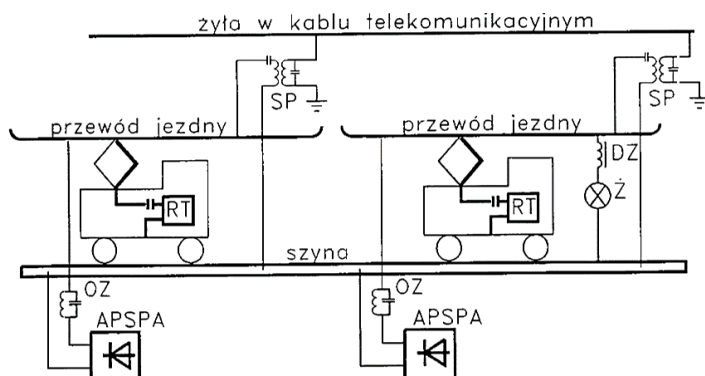 żyła w kablu telekomunikacyjnym
SP
SP
przewód jezdny
przewód jezdny
DZ
Ż
RT
RT
szyna
OZ
OZ
APSPA
APSPA